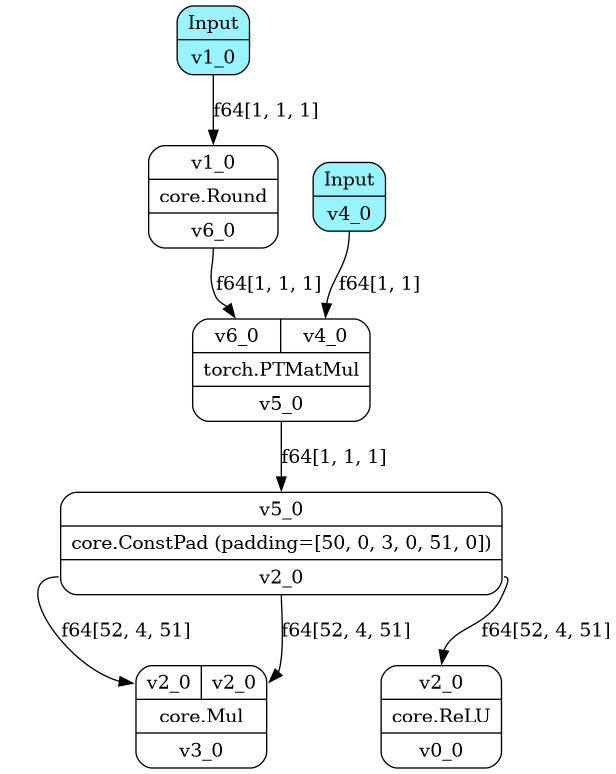 Input
v1_0
f64[1, 1, 1]
v1_0
core.Round
v6_0
Input
v4_0
f64[1, 1, 1]
f64[1, 1]
v6_0 v4_0
torch.PTMatMul
v5_0
f64[1, 1, 1]
v5_0
core.ConstPad (padding=[50, 0, 3, 0, 51, 0])
v2_0
f64[52, 4, 51]
f64[52, 4, 51]
f64[52, 4, 51]
v2_0 v2_0
core.Mul
v3_0
v2_0
core.ReLU
v0_0